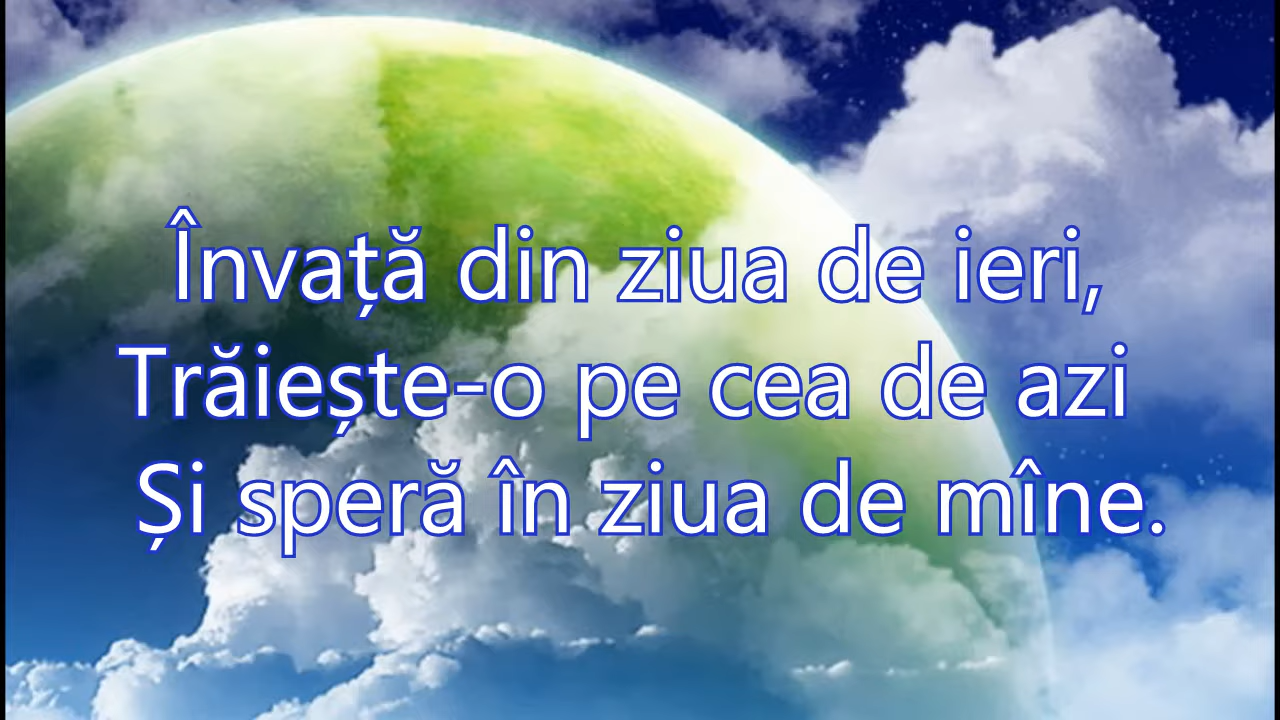 Învață din ziua de ieri,
Trăiește-o pe cea de azi
Și speră în ziua de mîne.